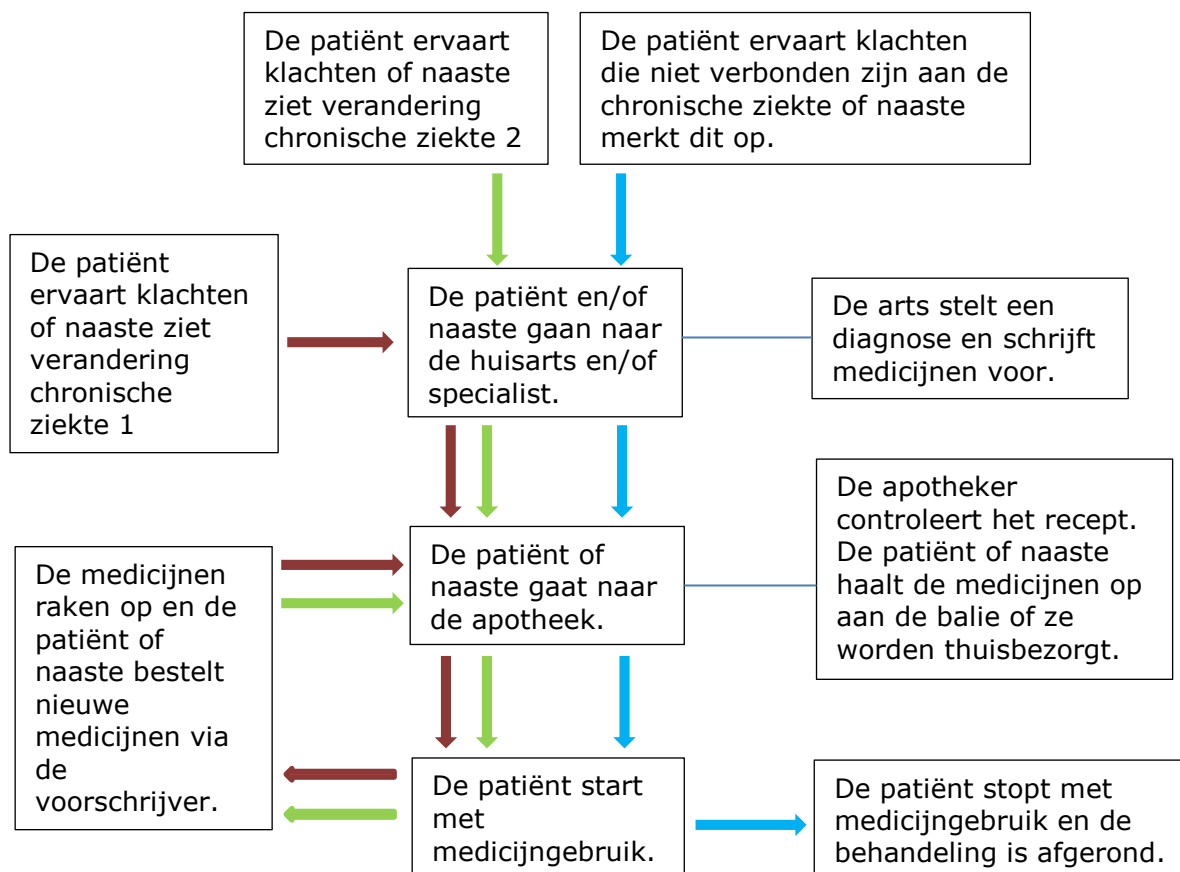 De patiënt ervaart
klachten of naaste
ziet verandering
chronische ziekte 2
De patiënt ervaart klachten
die niet verbonden zijn aan de
chronische ziekte of naaste
merkt dit op.
De patiënt
ervaart klachten
of naaste ziet
verandering
chronische
ziekte 1
De patiënt en/of
naaste gaan naar
de huisarts en/of
specialist.
De arts stelt een
diagnose en schrijft
medicijnen voor.
De medicijnen
raken op en de
patiënt of
naaste bestelt
nieuwe
medicijnen via
de
voorschrijver.
De patiënt of
naaste gaat naar
de apotheek.
De apotheker
controleert het recept.
De patiënt of naaste
haalt de medicijnen op
aan de balie of ze
worden thuisbezorgt.
De patiënt start
met
medicijngebruik.
De patiënt stopt met
medicijngebruik en de
behandeling is afgerond.